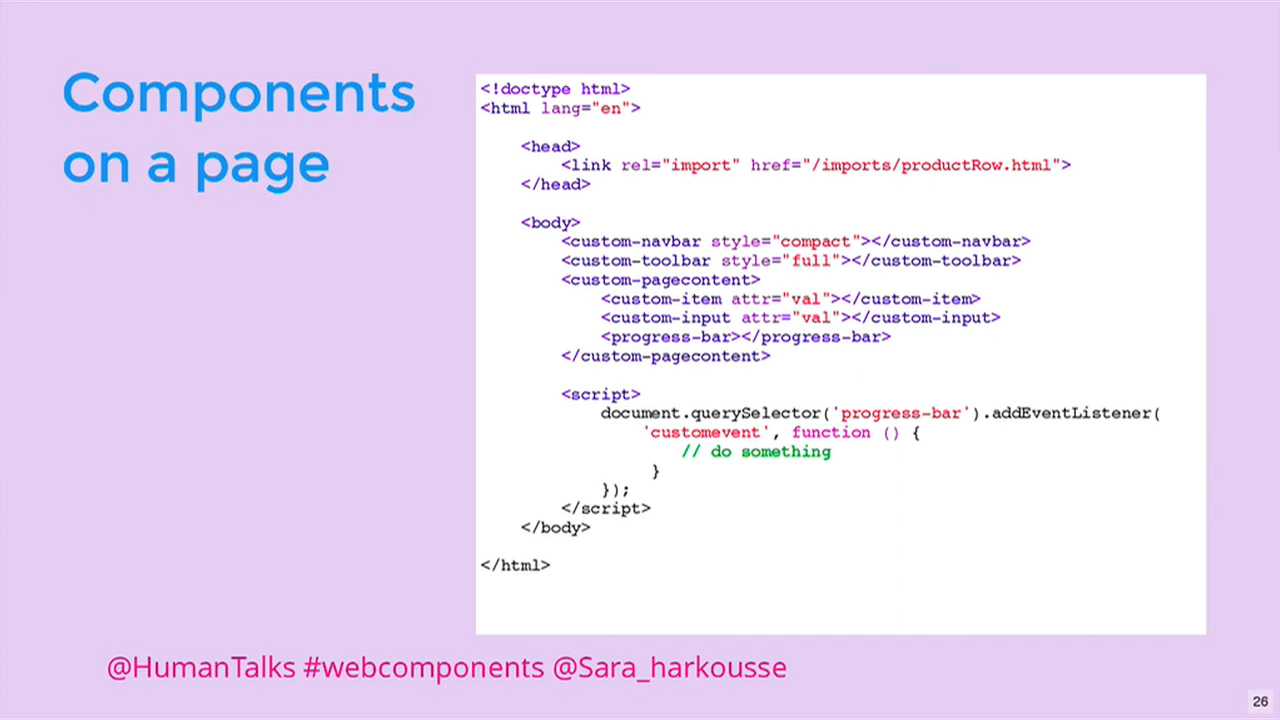 Components
on a page
<!doctype html>
<html lang="en">
<head>
<link rel="import" href="/imports/productRow.html">
</head>
<body>
<custom-navbar style="compact"></custom-navbar>
<custom-toolbar style="full"></custom-toolbar>
<custom-pagecontent>
<custom-item attr="val"></custom-item>
<custom-input attr="val"></custom-input>
<progress-bar></progress-bar>
</custom-pagecontent>
<script>
document.querySelector('progress-bar').addEventListener(
'customevent', function () {
// do something
}
});
</script>
</body>
</html>
@HumanTalks #webcomponents @Sara_harkousse
26